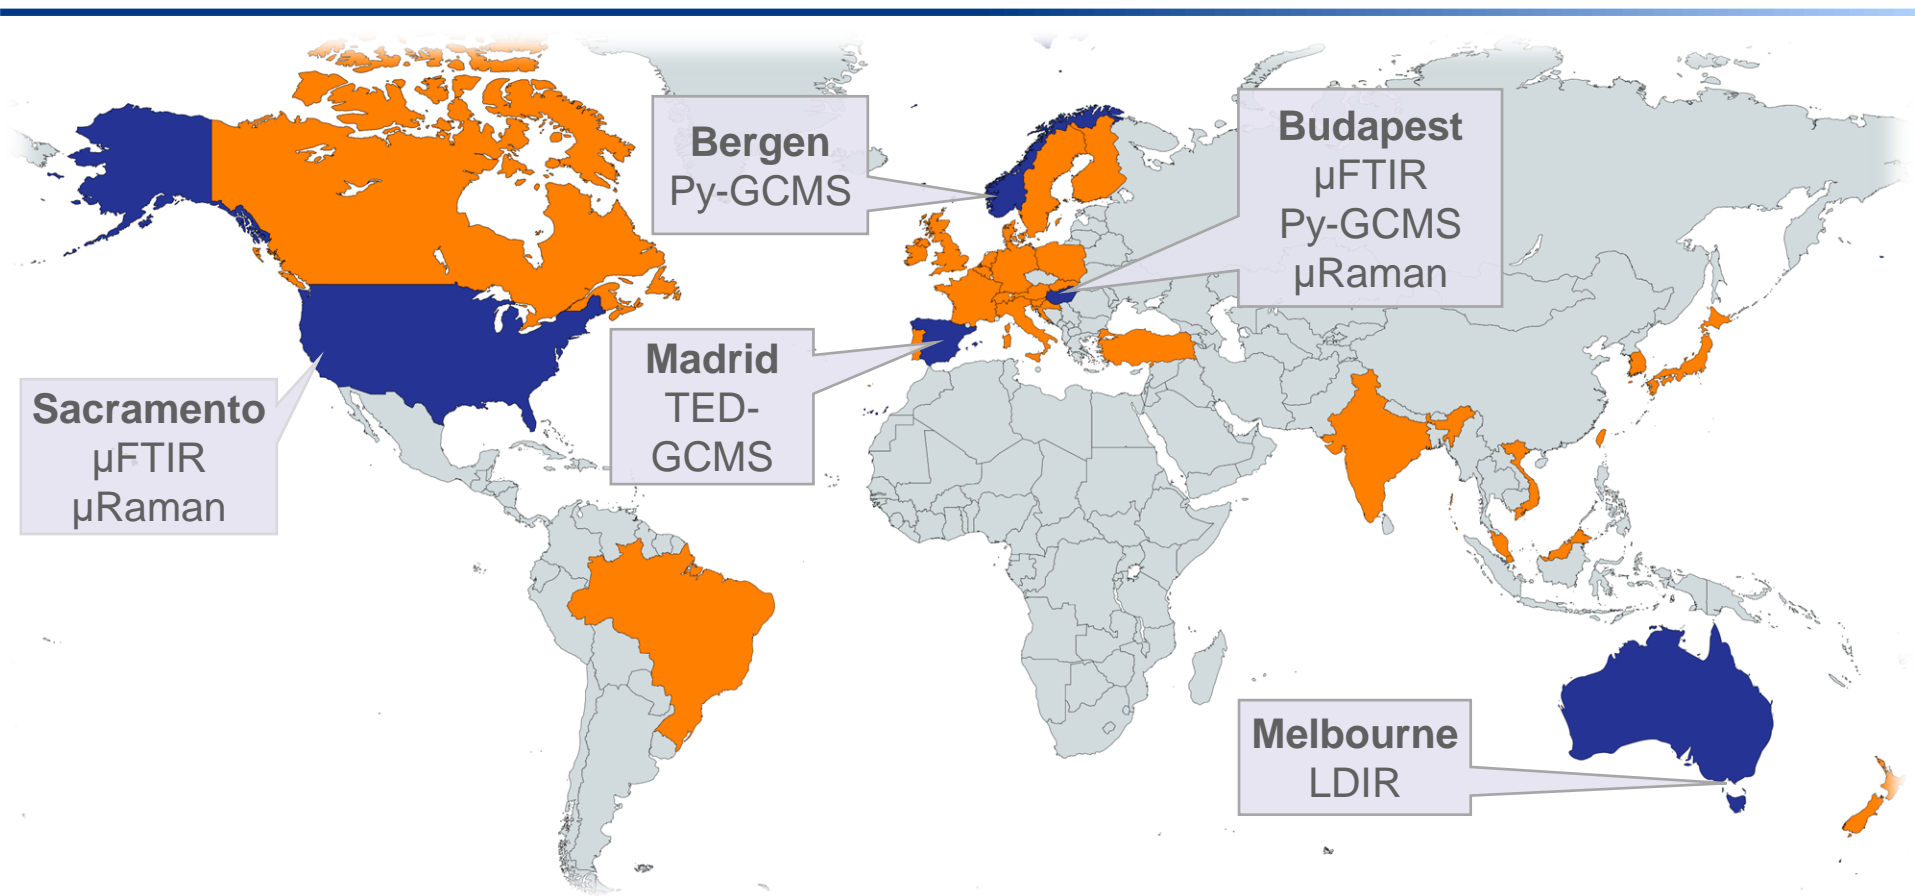 Bergen
Py-GCMS
Budapest
µFTIR
Py-GCMS
µRaman
Madrid
TED-
GCMS
Sacramento
µFTIR
µRaman
Melbourne
LDIR